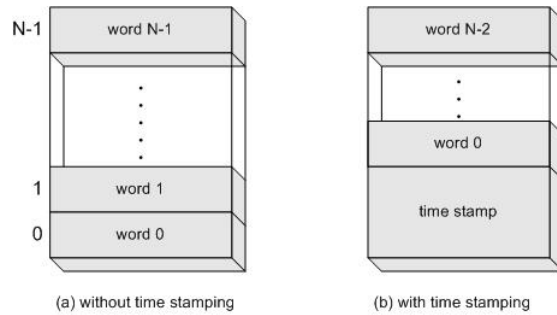 N-1 word N-1 word N-2
word 0
1 word 1
time stamp
0 word 0
(a) without time stamping (b) with time stamping